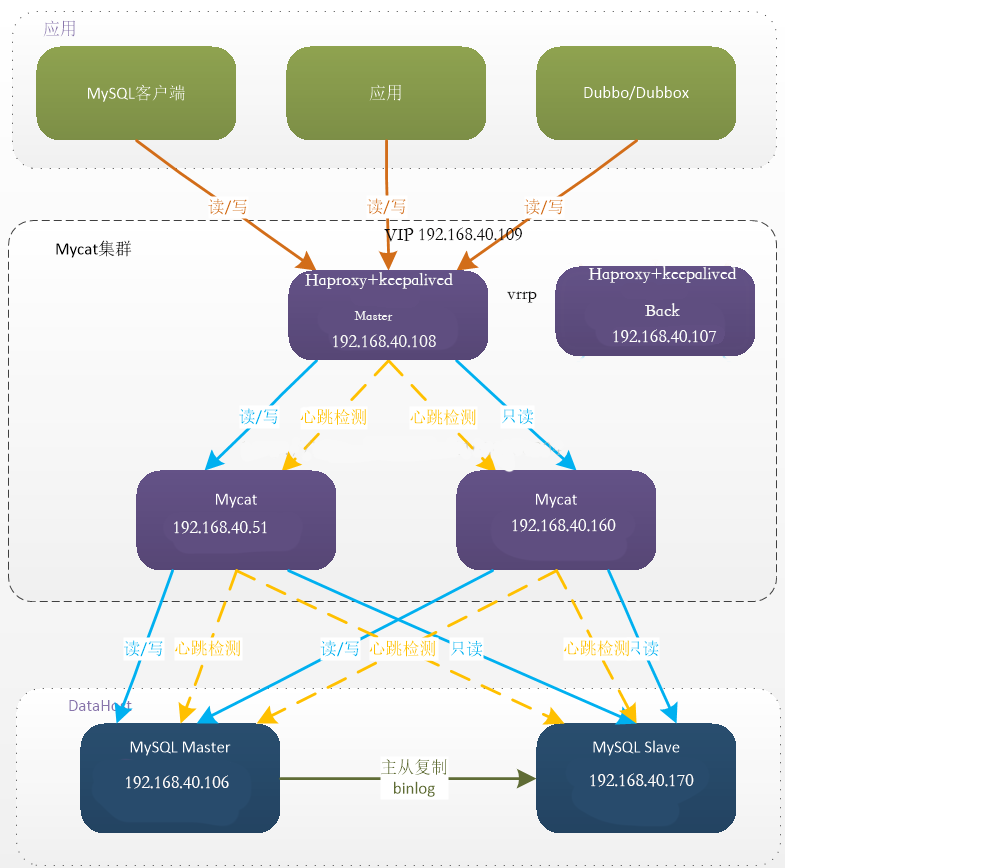 应用
MySQL客户端
应用
Dubbo/Dubbox
读/写
读/写
读/写
VIP 192.168.40.109
Mycat集群
Haproxy+keepalived
Master
192.168.40.108
vrrp
Haproxy+keepalived
Back
192.168.40.107
读/写
心跳检测
心跳检测
只读
Mycat
192.168.40.51
Mycat
192.168.40.160
读/写
心跳检测
读/写
心跳检测
只读
心跳检测
只读
DataHost
MySQL Master
192.168.40.106
主从复制
binlog
MySQL Slave
192.168.40.170